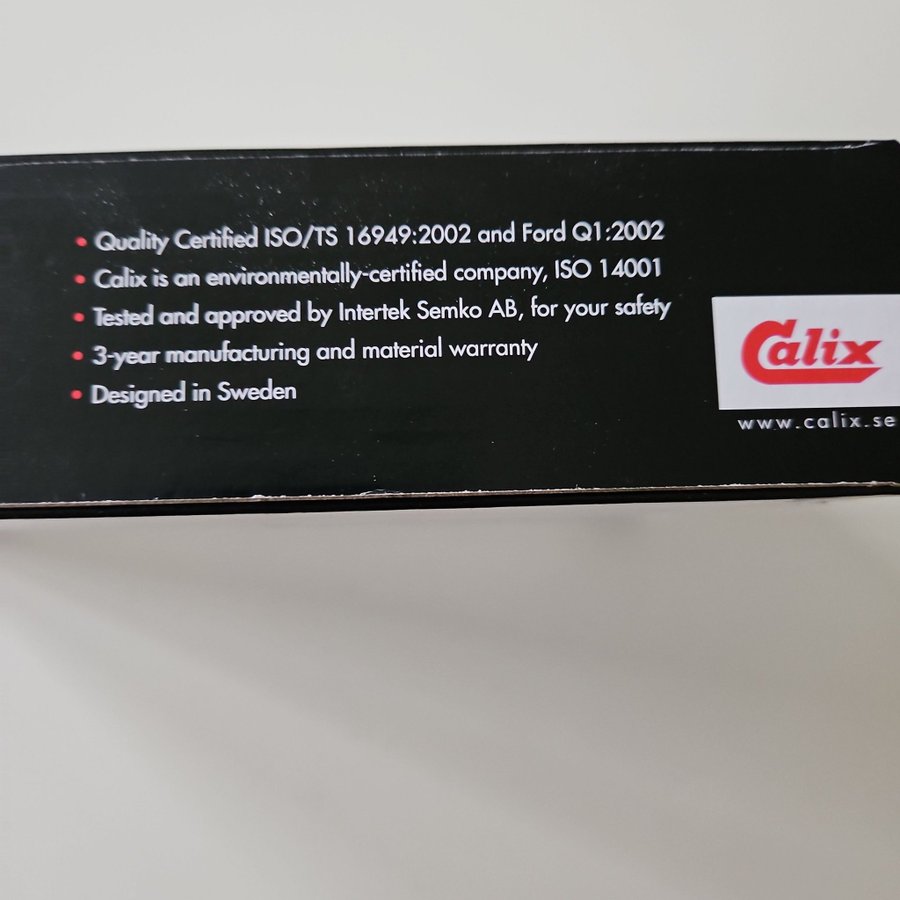 • Quality Certified ISO/TS 16949:2002 and Ford Q1:2002
• Calix is an environmentally-certified company, ISO 14001
• Tested and approved by Intertek Semko AB, for your safety
• 3-year manufacturing and material warranty
• Designed in Sweden
Calix
www.calix.se